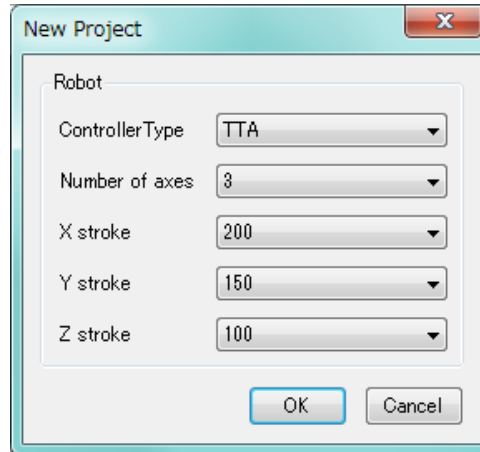 New Project
Robot
ControllerType TTA
Number of axes 3
X stroke 200
Y stroke 150
Z stroke 100
OK Cancel